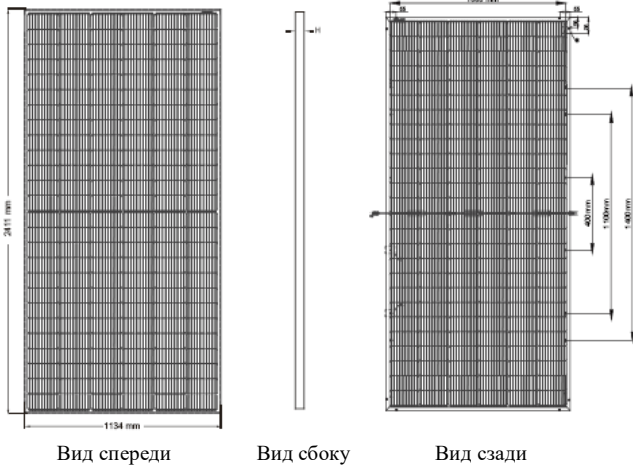 H
2411 mm
400mm
1100mm
1400mm
1134 mm
Вид спереди Вид сбоку Вид сзади